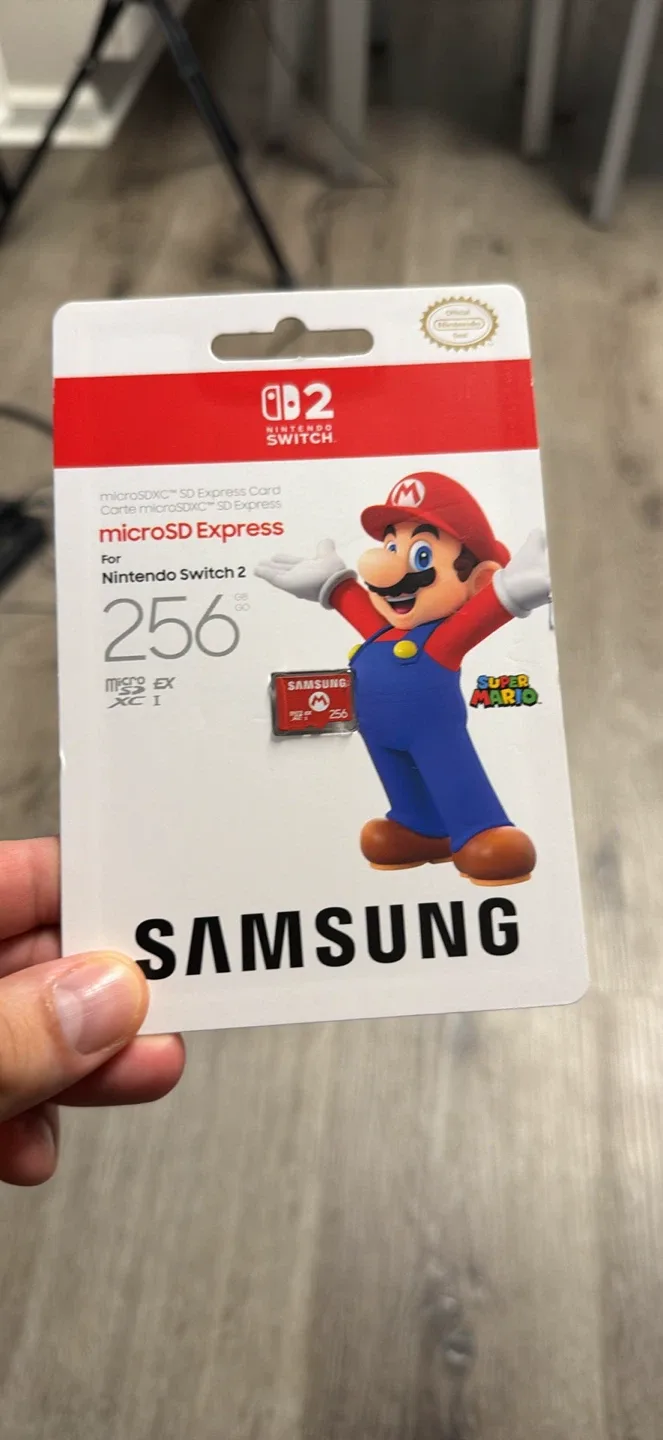 Official
Nintendo
Seal
2
NINTENDO
SWITCH
microSDXC™ SD Express Card
Carte microSDXC™ SD Express
microSD Express
For
Nintendo Switch 2
256 GB
GO
micro SD XC EX I
M
SUPER
MARIO
SAMSUNG
M
256
SAMSUNG